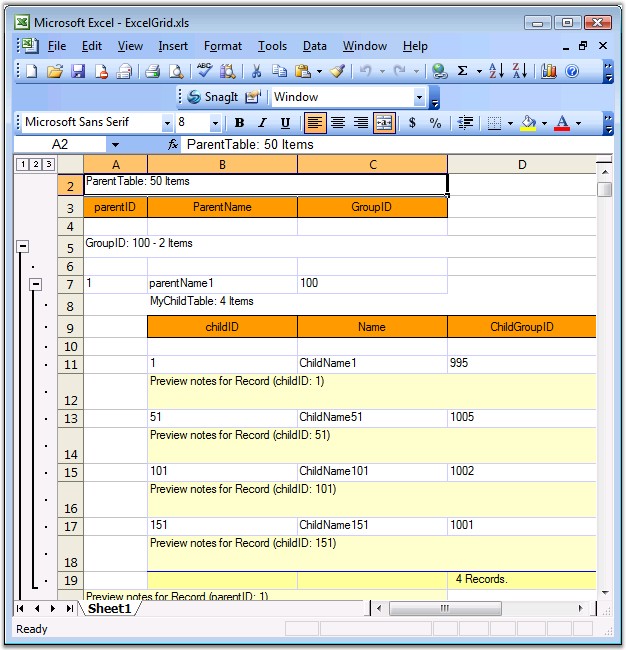 Microsoft Excel - ExcelGrid.xls
File Edit View Insert Format Tools Data Window Help
SnagIt Window
Microsoft Sans Serif 8 B I U $ %
A2 fx ParentTable: 50 Items
1 2 3 A B C D
2 ParentTable: 50 Items
3 parentID ParentName GroupID
4
5 GroupID: 100 - 2 Items
6
7 1 parentName1 100
8 MyChildTable: 4 Items
9 childID Name ChildGroupID
10
11 1 ChildName1 995
12 Preview notes for Record (childID: 1)
13 51 ChildName51 1005
14 Preview notes for Record (childID: 51)
15 101 ChildName101 1002
16 Preview notes for Record (childID: 101)
17 151 ChildName151 1001
18 Preview notes for Record (childID: 151)
19 4 Records.
Preview notes for Record (parentID: 1)
Sheet1
Ready